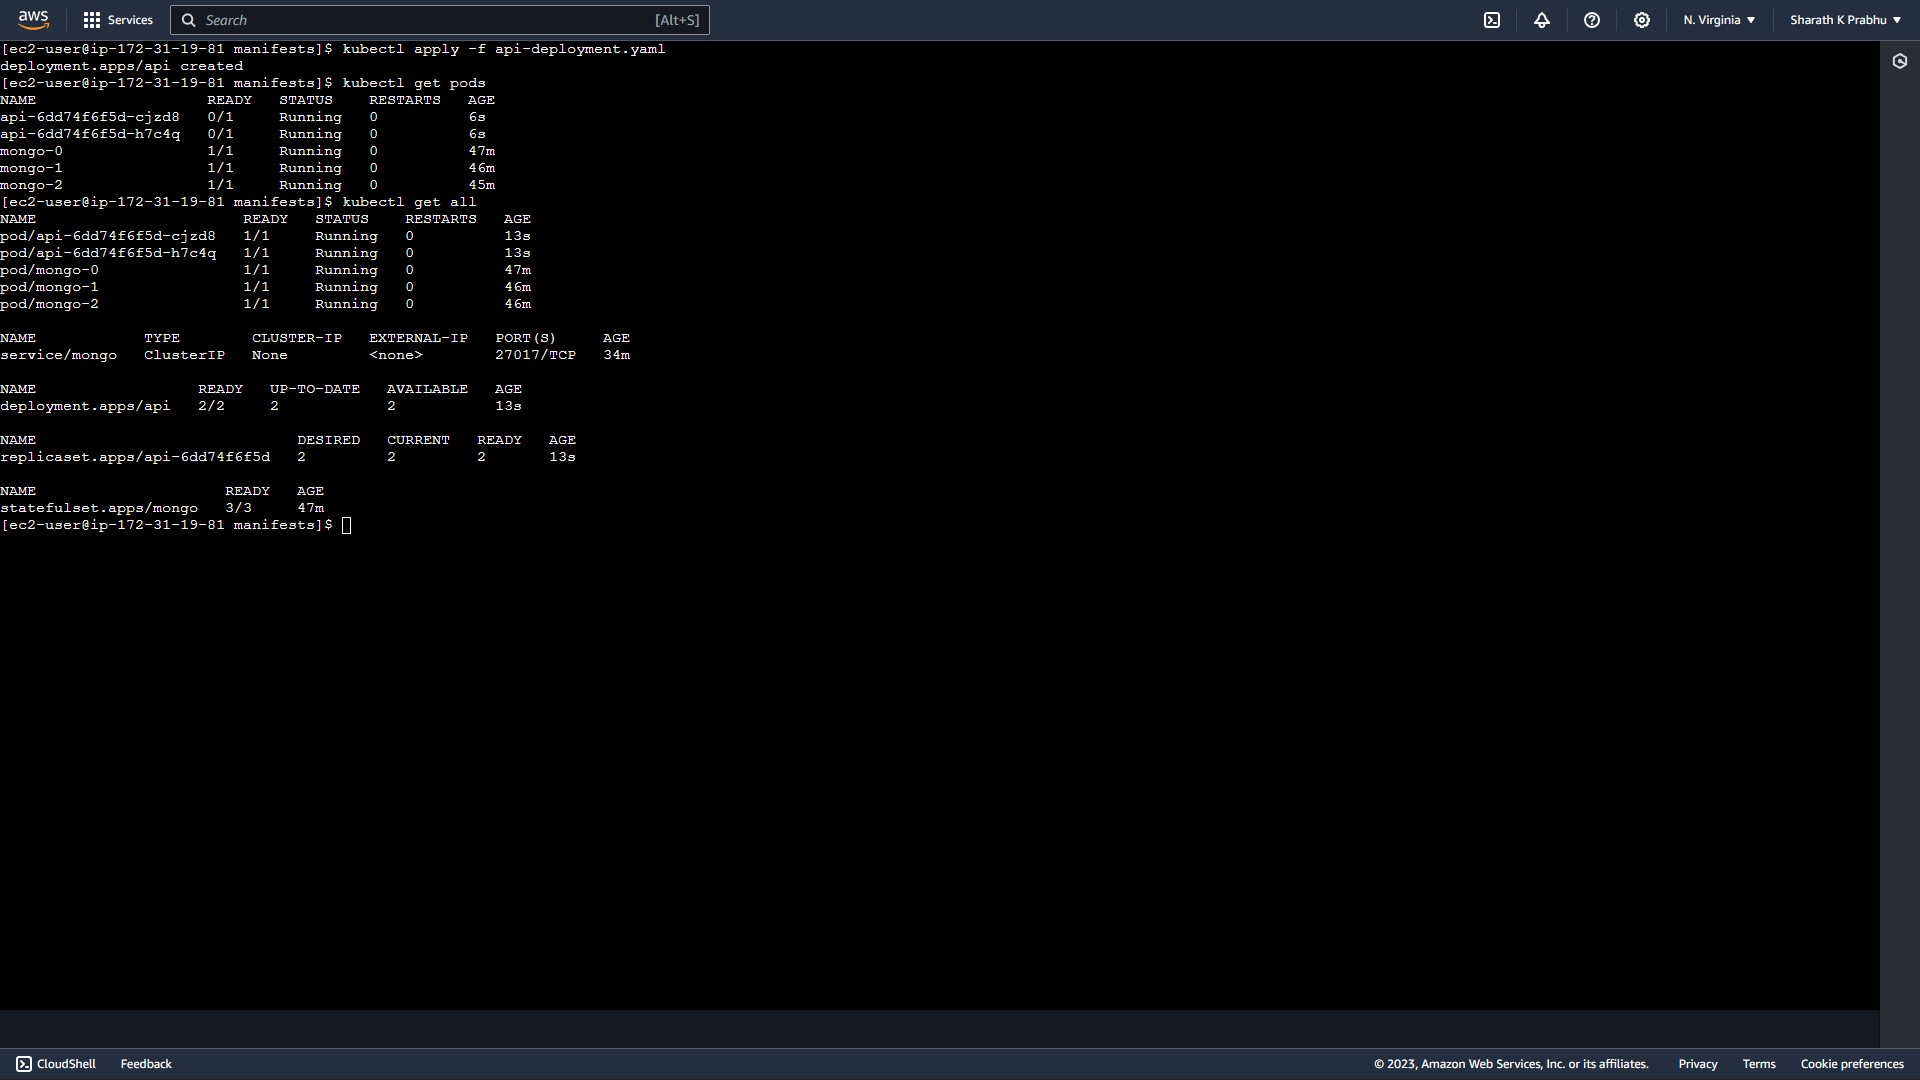 aws Services Search [Alt+S] N. Virginia ▼ Sharath K Prabhu ▼
[ec2-user@ip-172-31-19-81 manifests]$ kubectl apply -f api-deployment.yaml
deployment.apps/api created
[ec2-user@ip-172-31-19-81 manifests]$ kubectl get pods
NAME READY STATUS RESTARTS AGE
api-6dd74f6f5d-cjzd8 0/1 Running 0 6s
api-6dd74f6f5d-h7c4q 0/1 Running 0 6s
mongo-0 1/1 Running 0 47m
mongo-1 1/1 Running 0 46m
mongo-2 1/1 Running 0 45m
[ec2-user@ip-172-31-19-81 manifests]$ kubectl get all
NAME READY STATUS RESTARTS AGE
pod/api-6dd74f6f5d-cjzd8 1/1 Running 0 13s
pod/api-6dd74f6f5d-h7c4q 1/1 Running 0 13s
pod/mongo-0 1/1 Running 0 47m
pod/mongo-1 1/1 Running 0 46m
pod/mongo-2 1/1 Running 0 46m
NAME TYPE CLUSTER-IP EXTERNAL-IP PORT(S) AGE
service/mongo ClusterIP None <none> 27017/TCP 34m
NAME READY UP-TO-DATE AVAILABLE AGE
deployment.apps/api 2/2 2 2 13s
NAME DESIRED CURRENT READY AGE
replicaset.apps/api-6dd74f6f5d 2 2 2 13s
NAME READY AGE
statefulset.apps/mongo 3/3 47m
[ec2-user@ip-172-31-19-81 manifests]$
CloudShell Feedback © 2023, Amazon Web Services, Inc. or its affiliates. Privacy Terms Cookie preferences